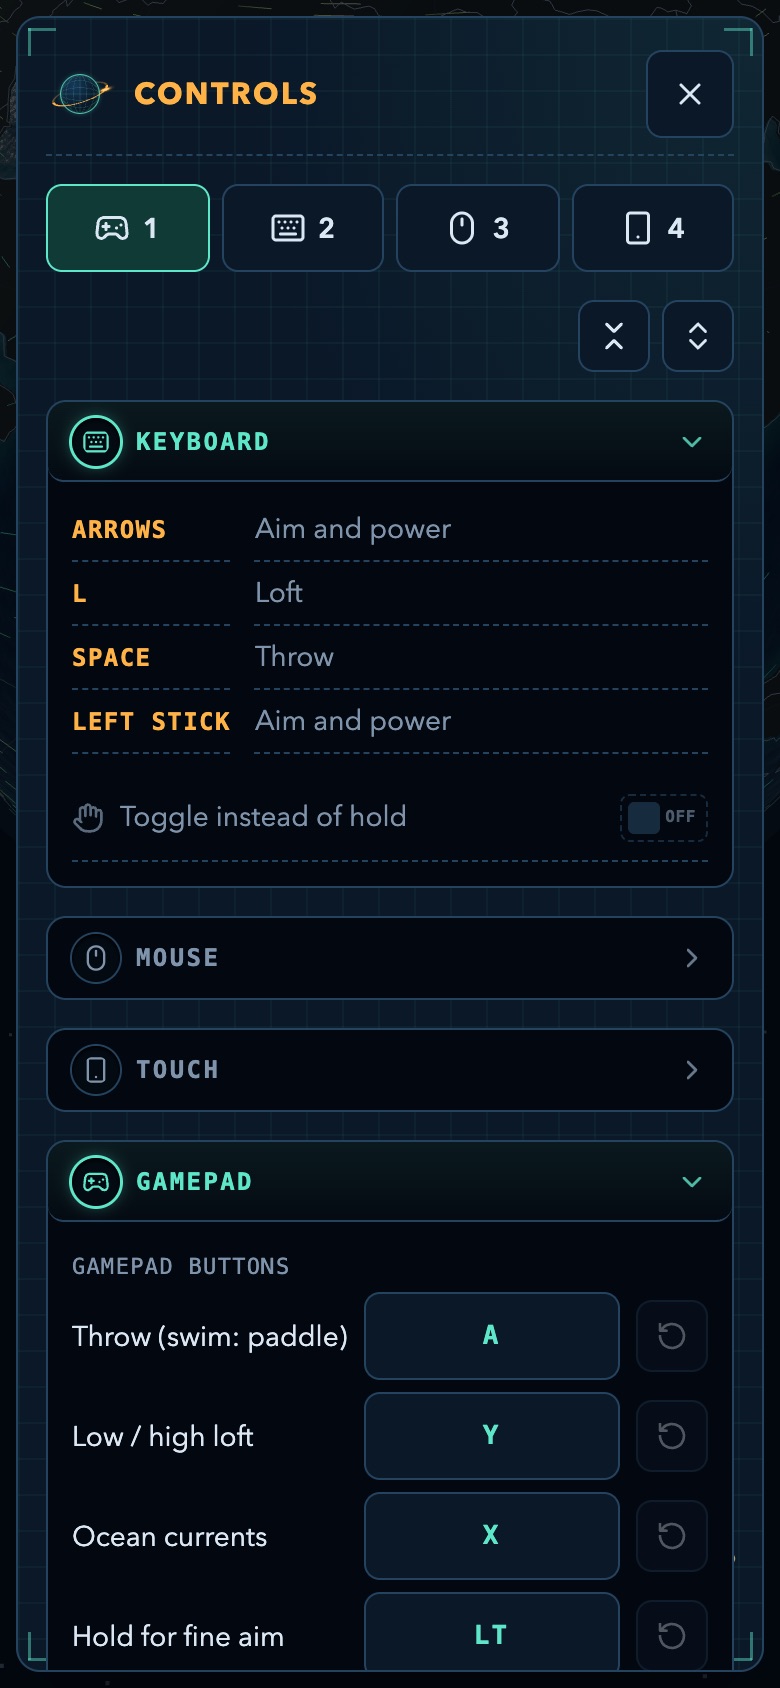 CONTROLS
1 2 3 4
KEYBOARD
ARROWS Aim and power
L Loft
SPACE Throw
LEFT STICK Aim and power
Toggle instead of hold OFF
MOUSE
TOUCH
GAMEPAD
GAMEPAD BUTTONS
Throw (swim: paddle) A
Low / high loft Y
Ocean currents X
Hold for fine aim LT